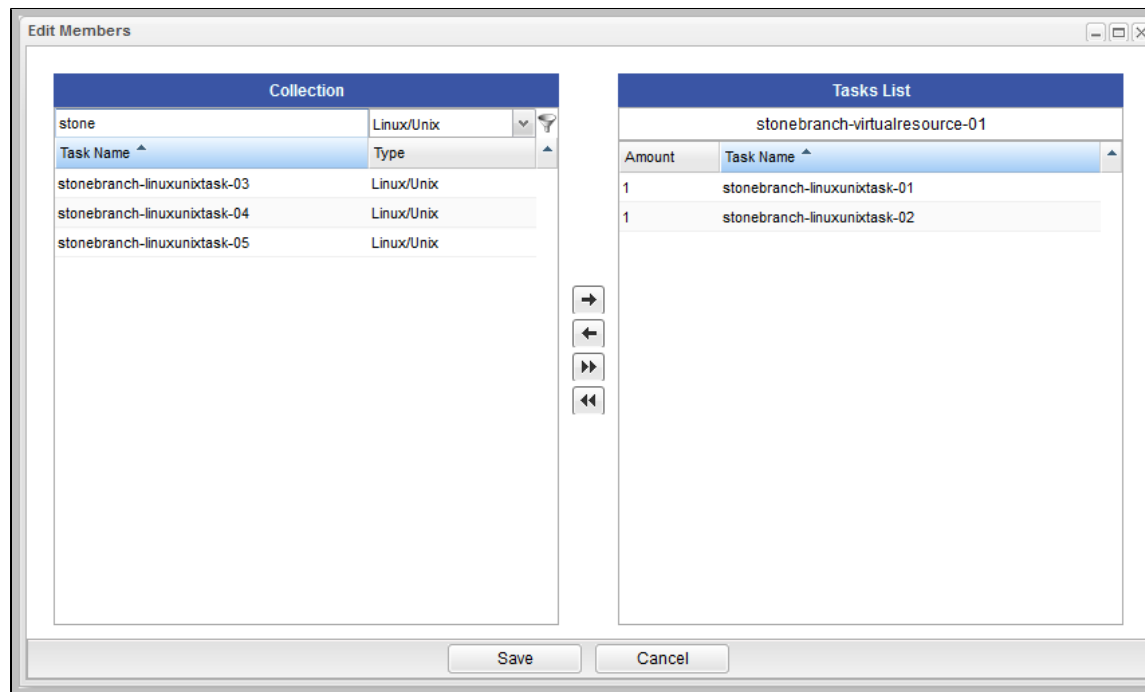 Edit Members
Collection
stone Linux/Unix
Task Name Type
stonebranch-linuxunixtask-03 Linux/Unix
stonebranch-linuxunixtask-04 Linux/Unix
stonebranch-linuxunixtask-05 Linux/Unix
Tasks List
stonebranch-virtualresource-01
Amount Task Name
1 stonebranch-linuxunixtask-01
1 stonebranch-linuxunixtask-02
Save Cancel